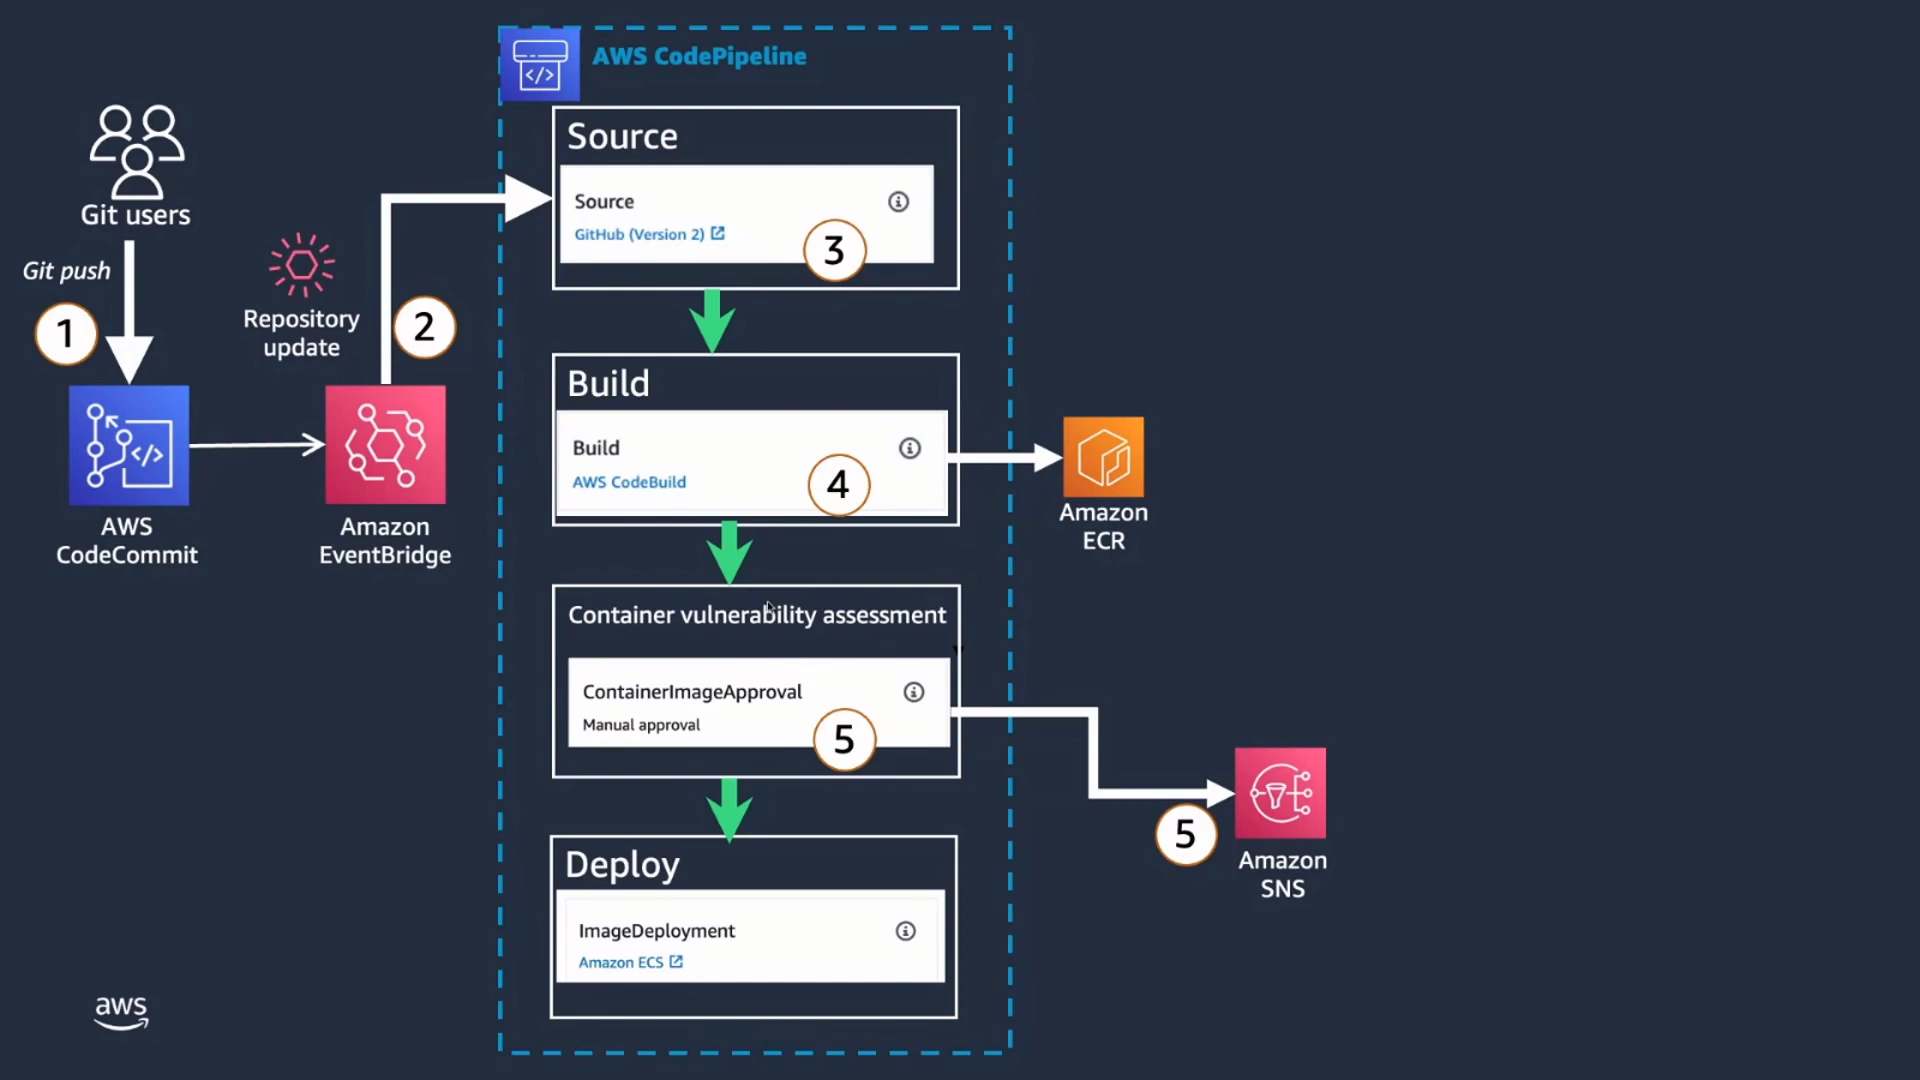 AWS CodePipeline
Git users
Git push
1
AWS
CodeCommit
Repository
update
2
Amazon
EventBridge
Source
Source
GitHub (Version 2)
3
Build
Build
AWS CodeBuild
4
Amazon
ECR
Container vulnerability assessment
ContainerImageApproval
Manual approval
5
5
Amazon
SNS
Deploy
ImageDeployment
Amazon ECS
aws